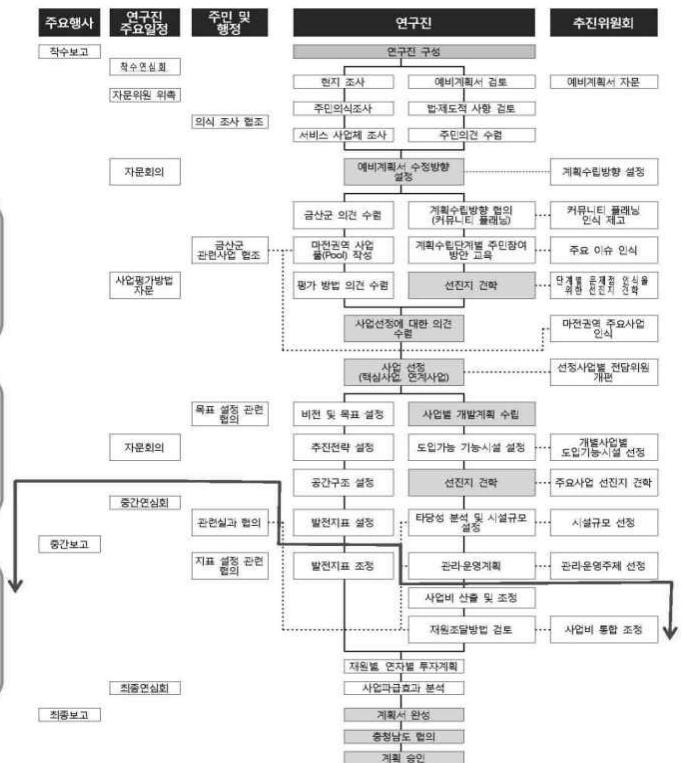 주요행사
연구진
주요일정
주민 및
행정
연구진
추진위원회
착수보고
연구진 구성
착수연심회
현지 조사
예비계획서 검토
예비계획서 자문
자문위원 위촉
주민의식조사
법·제도적 사항 검토
의식 조사 협조
서비스 사업체 조사
주민의견 수렴
자문회의
예비계획서 수정방향
설정
계획수립방향 설정
금산군 의견 수렴
계획수립방향 협의
(커뮤니티 플래닝)
커뮤니티 플래닝
인식 제고
금산군
관련사업 협조
마전권역 사업
풀(Pool) 작성
계획수립단계별 주민참여
방안 교육
주요 이슈 인식
사업평가방법
자문
평가 방법 의견 수렴
선진지 견학
단계별 문제점 인식을
위한 선진지 견학
사업선정에 대한 의견
수렴
마전권역 주요사업
인식
사업 선정
(핵심사업, 연계사업)
선정사업별 전담위원
개편
목표 설정 관련
협의
비전 및 목표 설정
사업별 개발계획 수립
자문회의
추진전략 설정
도입가능 기능·시설 설정
개별사업별
도입기능·시설 선정
공간구조 설정
선진지 견학
주요사업 선진지 견학
중간연심회
관련실과 협의
발전지표 설정
타당성 분석 및 시설규모
설정
시설규모 선정
중간보고
지표 설정 관련
협의
발전지표 조정
관리·운영계획
관리·운영주체 선정
사업비 산출 및 조정
재원조달방법 검토
사업비 통합 조정
재원별, 연차별 투자계획
최종연심회
사업파급효과 분석
최종보고
계획서 완성
충청남도 협의
계획 승인